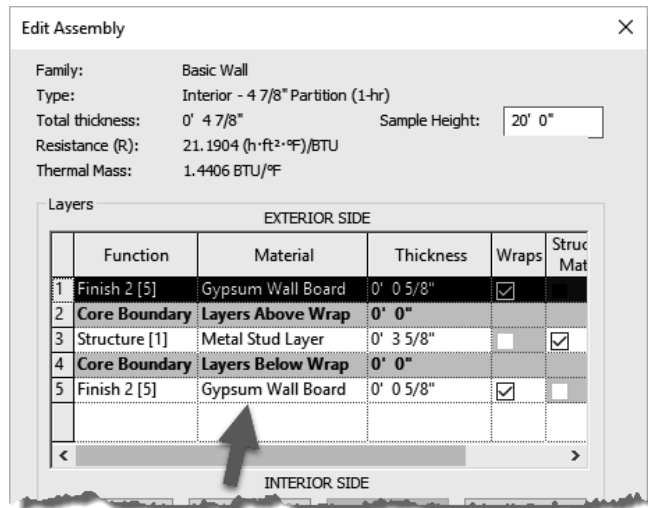 Edit Assembly
Family: Basic Wall
Type: Interior - 4 7/8" Partition (1-hr)
Total thickness: 0' 4 7/8" Sample Height: 20' 0"
Resistance (R): 21.1904 (h·ft²·°F)/BTU
Thermal Mass: 1.4406 BTU/°F
Layers
EXTERIOR SIDE
Function Material Thickness Wraps Struc Mat
1 Finish 2 [5] Gypsum Wall Board 0' 0 5/8"
2 Core Boundary Layers Above Wrap 0' 0"
3 Structure [1] Metal Stud Layer 0' 3 5/8"
4 Core Boundary Layers Below Wrap 0' 0"
5 Finish 2 [5] Gypsum Wall Board 0' 0 5/8"
INTERIOR SIDE